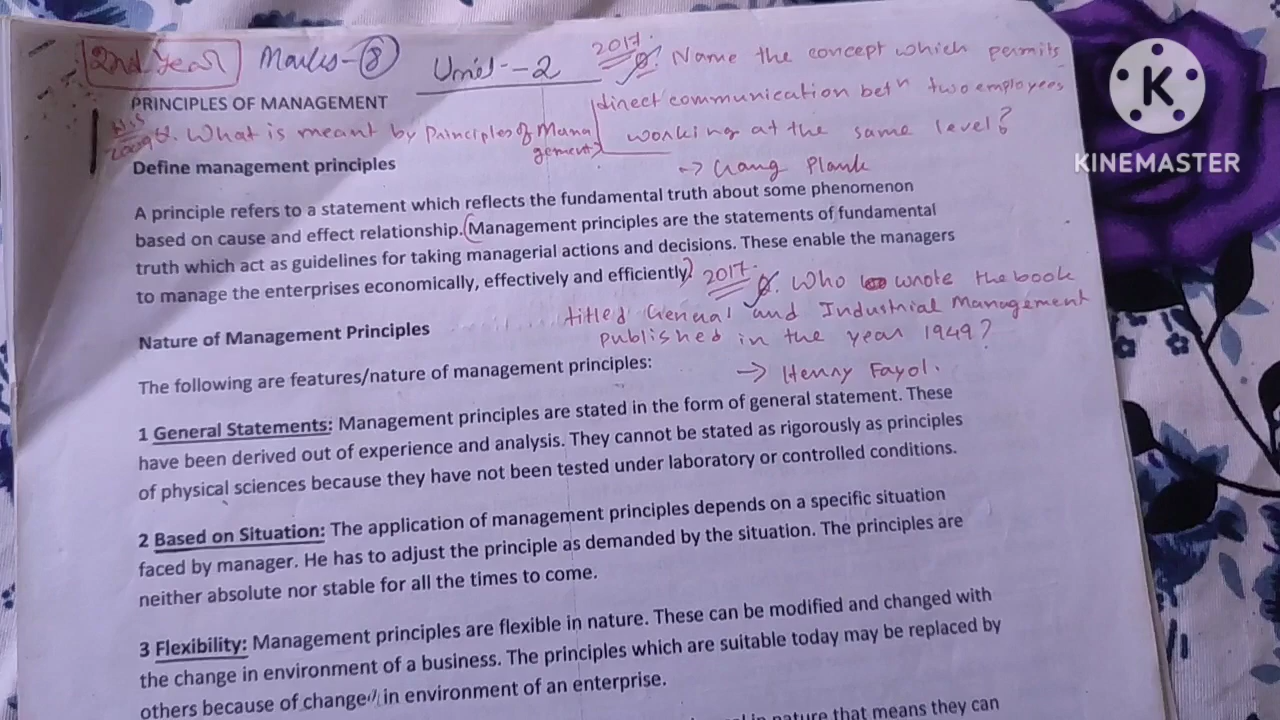 2nd Year Marks-8 Unit-2
2017. Q. Name the concept which permits
direct communication betn two employees
working at the same level?
→ Gang Plank
K
KINEMASTER
PRINCIPLES OF MANAGEMENT
2009 Q. What is meant by Principles of Mana
gement?
Define management principles
A principle refers to a statement which reflects the fundamental truth about some phenomenon
based on cause and effect relationship. (Management principles are the statements of fundamental
truth which act as guidelines for taking managerial actions and decisions. These enable the managers
to manage the enterprises economically, effectively and efficiently)
2017. Q. Who wrote the book
titled General and Industrial Management
published in the year 1949?
→ Henry Fayol.
Nature of Management Principles
The following are features/nature of management principles:
1 General Statements: Management principles are stated in the form of general statement. These
have been derived out of experience and analysis. They cannot be stated as rigorously as principles
of physical sciences because they have not been tested under laboratory or controlled conditions.
2 Based on Situation: The application of management principles depends on a specific situation
faced by manager. He has to adjust the principle as demanded by the situation. The principles are
neither absolute nor stable for all the times to come.
3 Flexibility: Management principles are flexible in nature. These can be modified and changed with
the change in environment of a business. The principles which are suitable today may be replaced by
others because of change in environment of an enterprise.
in nature that means they can